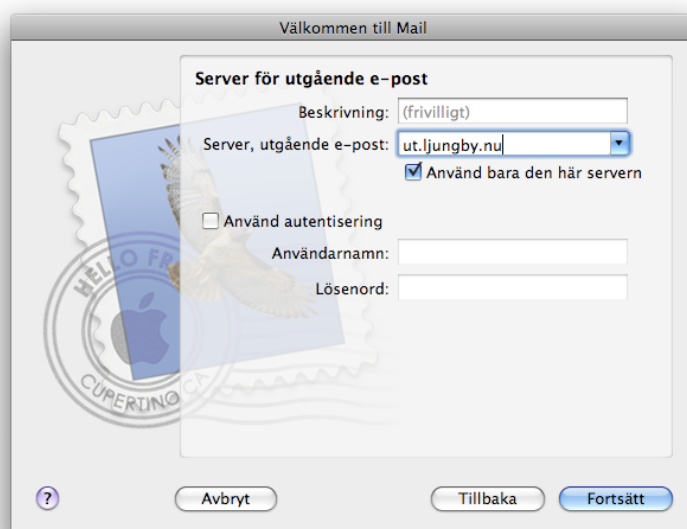 Välkommen till Mail
Server för utgående e-post
Beskrivning: (frivilligt)
Server, utgående e-post: ut.ljungby.nu
Använd bara den här servern
Använd autentisering
Användarnamn:
Lösenord:
HELLO FRO
CUPERTINO CA
? Avbryt Tillbaka Fortsätt